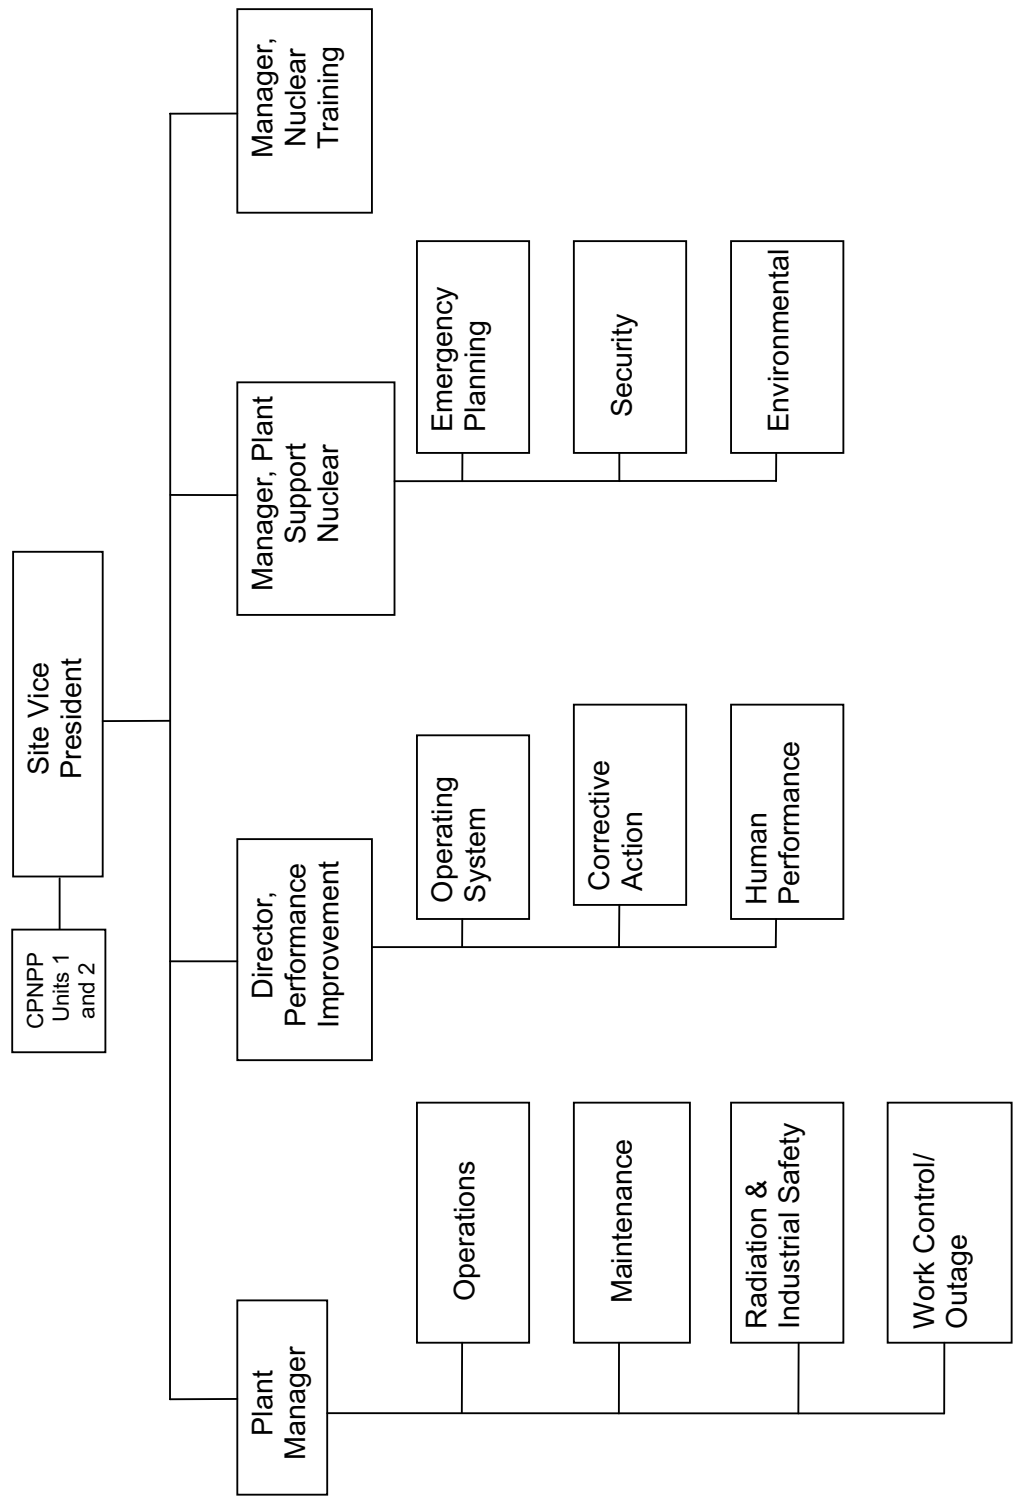 CPNPP
Units 1
and 2
Site Vice
President
Plant
Manager
Director,
Performance
Improvement
Manager, Plant
Support
Nuclear
Manager,
Nuclear
Training
Operations
Maintenance
Radiation &
Industrial Safety
Work Control/
Outage
Operating
System
Corrective
Action
Human
Performance
Emergency
Planning
Security
Environmental